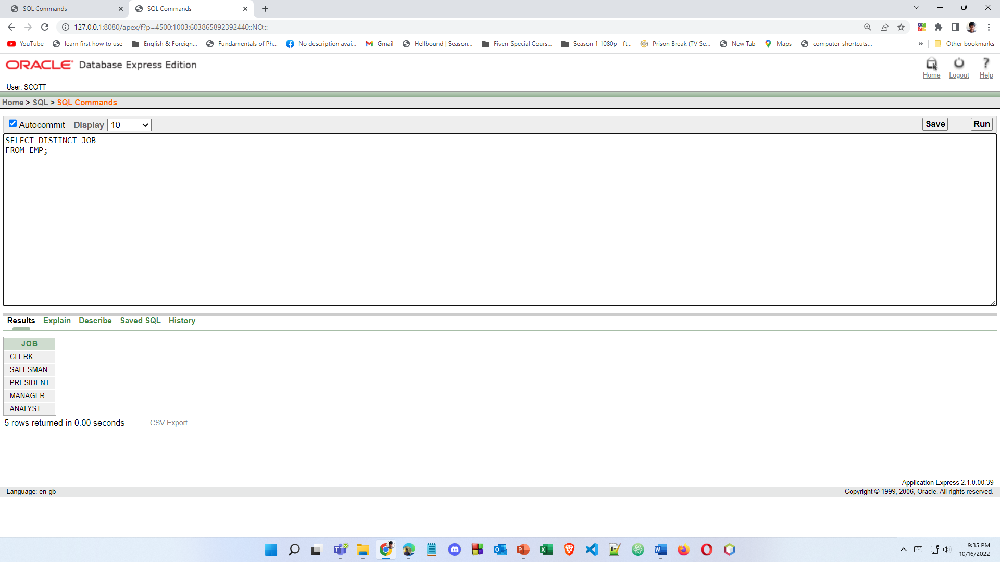 SQL Commands
SQL Commands
127.0.0.1:8080/apex/f?p=4500:1003:603865892392440::NO:::
YouTube
learn first how to use
English & Foreign...
Fundamentals of Ph...
No description avai...
Gmail
Hellbound | Season...
Fiverr Special Cours...
Season 1 1080p - ft...
Prison Break (TV Se...
New Tab
Maps
computer-shortcuts...
»
Other bookmarks
ORACLE Database Express Edition
Home
Logout
Help
User: SCOTT
Home > SQL > SQL Commands
Autocommit Display 10
Save
Run
SELECT DISTINCT JOB
FROM EMP;
Results Explain Describe Saved SQL History
JOB
CLERK
SALESMAN
PRESIDENT
MANAGER
ANALYST
5 rows returned in 0.00 seconds
CSV Export
Application Express 2.1.0.00.39
Language: en-gb
Copyright © 1999, 2006, Oracle. All rights reserved.
9:35 PM
10/16/2022